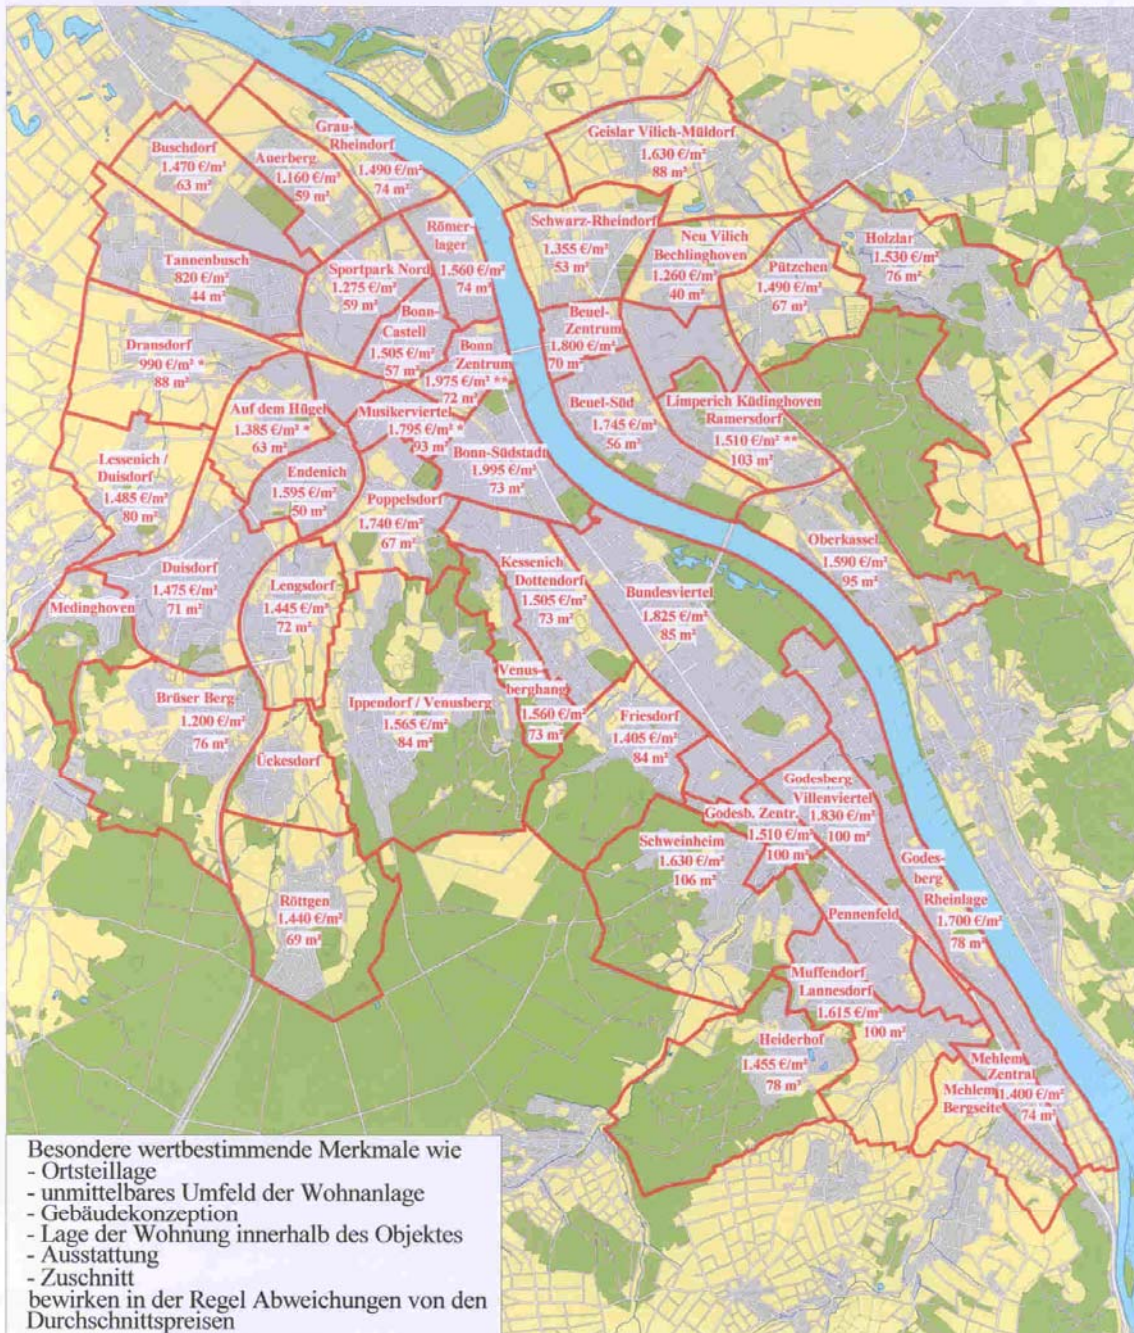 Buschdorf
1.470 €/m²
63 m²
Auerberg
1.160 €/m²
59 m²
Grau-
Rheindorf
1.490 €/m²
74 m²
Geislar Vilich-Müldorf
1.630 €/m²
88 m²
Tannenbusch
820 €/m²
44 m²
Sportpark Nord
1.275 €/m²
59 m²
Römer-
lager
1.560 €/m²
74 m²
Schwarz-Rheindorf
1.355 €/m²
53 m²
Neu Vilich
Bechlinghoven
1.260 €/m²
40 m²
Pützchen
1.490 €/m²
67 m²
Holzlar
1.530 €/m²
76 m²
Dransdorf
990 €/m² *
88 m²
Bonn-
Castell
1.505 €/m²
57 m²
Bonn
Zentrum
1.975 €/m² **
72 m²
Beuel-
Zentrum
1.800 €/m²
70 m²
Auf dem Hügel
1.385 €/m² *
63 m²
Musikerviertel
1.795 €/m² *
93 m²
Beuel-Süd
1.745 €/m²
56 m²
Limperich Küdinghoven
Ramersdorf
1.510 €/m² **
103 m²
Lessenich /
Duisdorf
1.485 €/m²
80 m²
Endenich
1.595 €/m²
50 m²
Bonn-Südstadt
1.995 €/m²
73 m²
Poppelsdorf
1.740 €/m²
67 m²
Oberkassel
1.590 €/m²
95 m²
Medinghoven
Duisdorf
1.475 €/m²
71 m²
Lengsdorf
1.445 €/m²
72 m²
Kessenich
Dottendorf
1.505 €/m²
73 m²
Bundesviertel
1.825 €/m²
85 m²
Brüser Berg
1.200 €/m²
76 m²
Ückesdorf
Ippendorf / Venusberg
1.565 €/m²
84 m²
Venus-
berghang
1.560 €/m²
73 m²
Friesdorf
1.405 €/m²
84 m²
Godesberg
Villenviertel
1.830 €/m²
100 m²
Godesb. Zentr.
1.510 €/m²
100 m²
Schweinheim
1.630 €/m²
106 m²
Godes-
berg
Rheinlage
1.700 €/m²
78 m²
Röttgen
1.440 €/m²
69 m²
Pennenfeld
Muffendorf
Lannesdorf
1.615 €/m²
100 m²
Heiderhof
1.455 €/m²
78 m²
Mehlem
Zentral
1.400 €/m²
74 m²
Mehlem
Bergseite
Besondere wertbestimmende Merkmale wie
- Ortsteillage
- unmittelbares Umfeld der Wohnanlage
- Gebäudekonzeption
- Lage der Wohnung innerhalb des Objektes
- Ausstattung
- Zuschnitt
bewirken in der Regel Abweichungen von den
Durchschnittspreisen